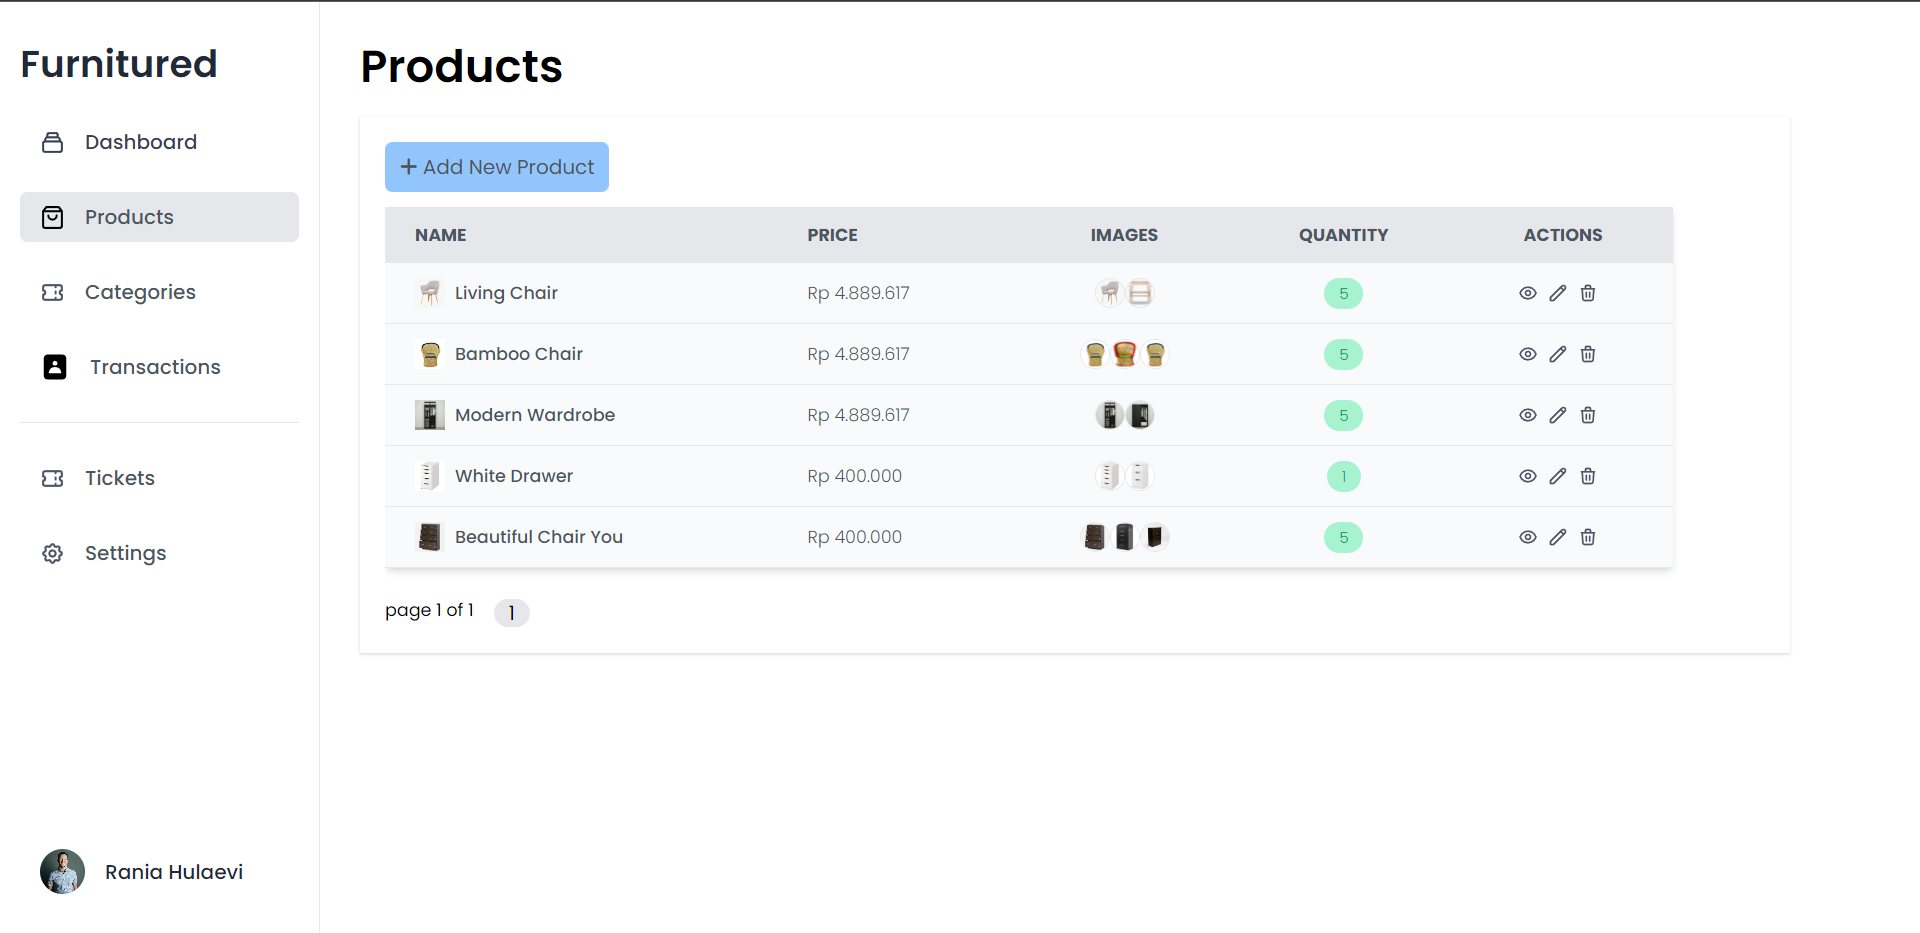 Furnitured
Dashboard
Products
Categories
Transactions
Tickets
Settings
Rania Hulaevi
Products
Add New Product
NAME PRICE IMAGES QUANTITY ACTIONS
Living Chair Rp 4.889.617 5
Bamboo Chair Rp 4.889.617 5
Modern Wardrobe Rp 4.889.617 5
White Drawer Rp 400.000 1
Beautiful Chair You Rp 400.000 5
page 1 of 1 1